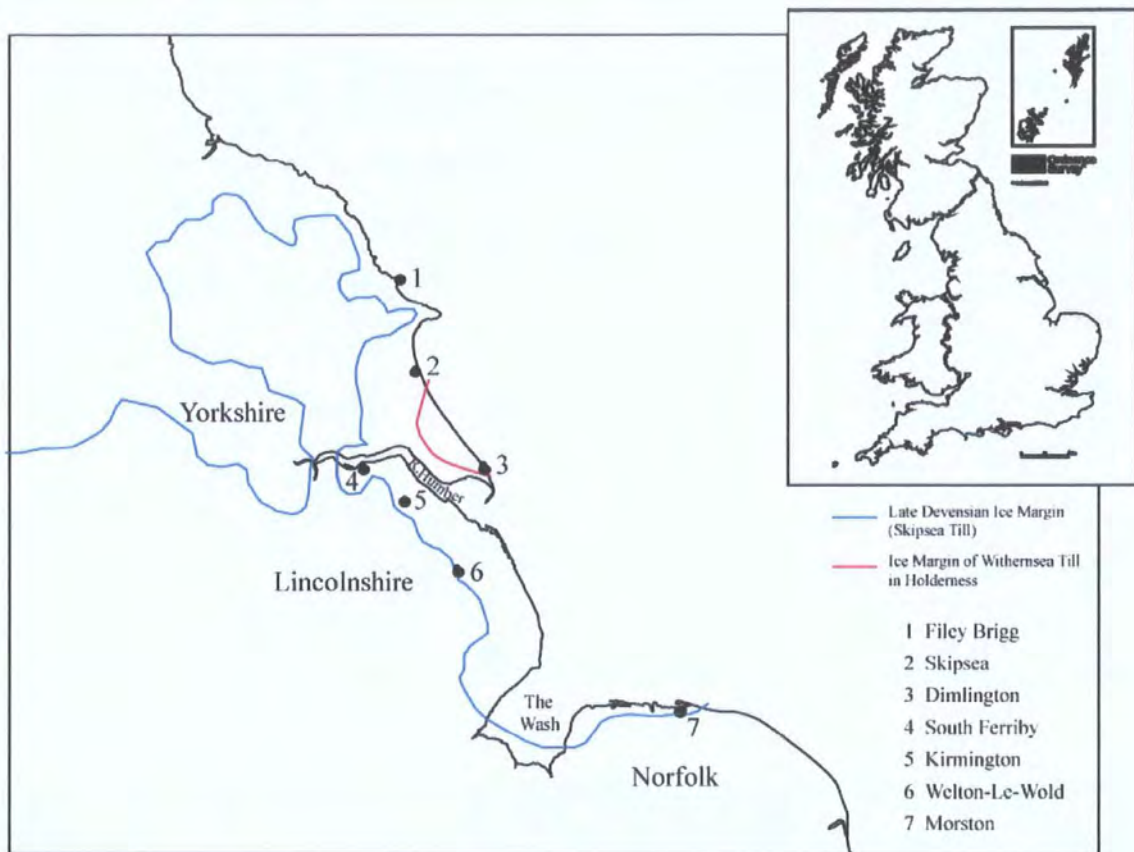 Ordnance
Survey
1
2
Yorkshire
3
4
R. Humber
5
Lincolnshire
6
The
Wash
7
Norfolk
Late Devensian Ice Margin
(Skipsea Till)
Ice Margin of Withernsea Till
in Holderness
1 Filey Brigg
2 Skipsea
3 Dimlington
4 South Ferriby
5 Kirmington
6 Welton-Le-Wold
7 Morston